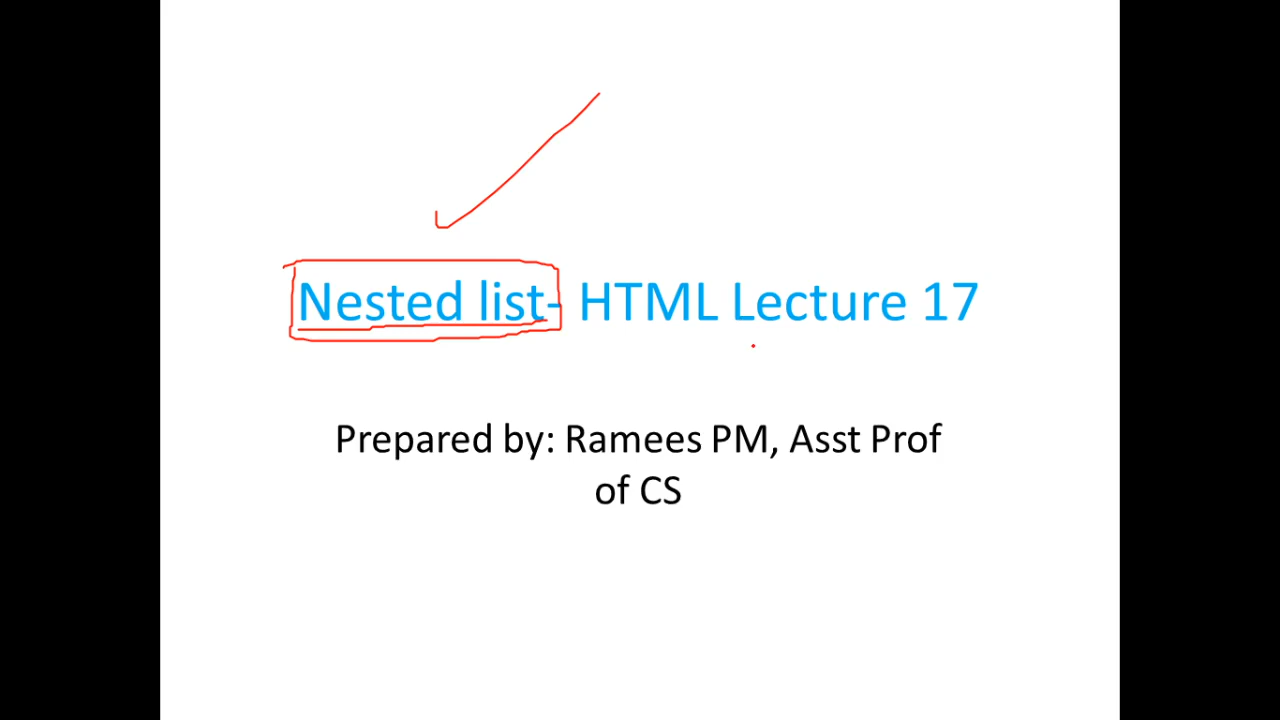 Nested list- HTML Lecture 17
Prepared by: Ramees PM, Asst Prof
of CS